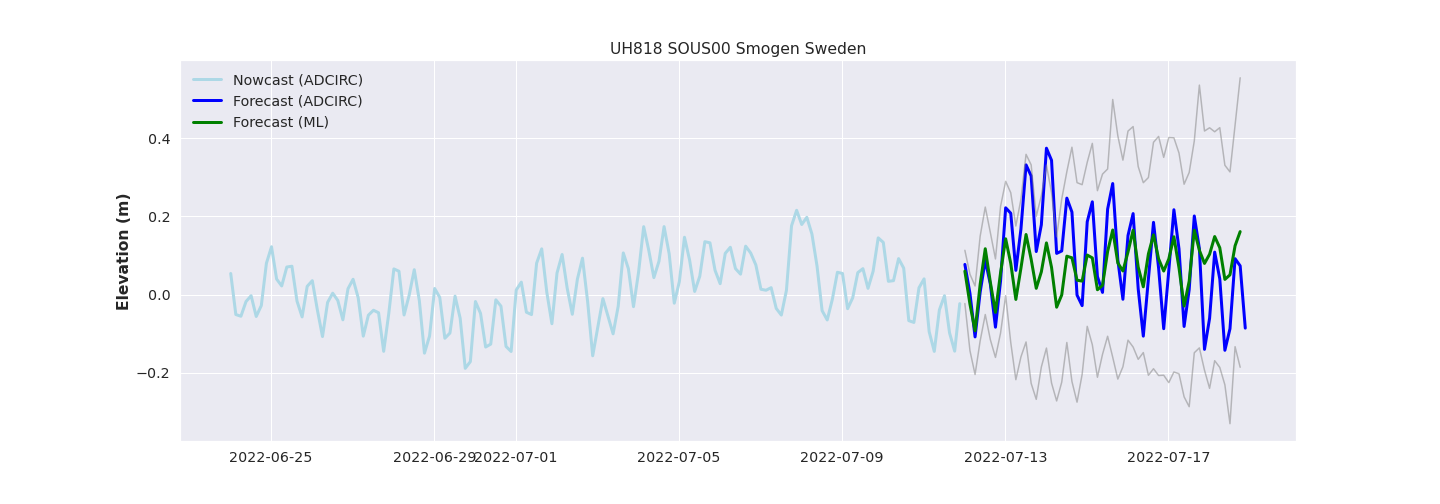 UH818 SOUS00 Smogen Sweden
Nowcast (ADCIRC)
Forecast (ADCIRC)
Forecast (ML)
Elevation (m)
0.4
0.2
0.0
−0.2
2022-06-25 2022-06-29 2022-07-01 2022-07-05 2022-07-09 2022-07-13 2022-07-17